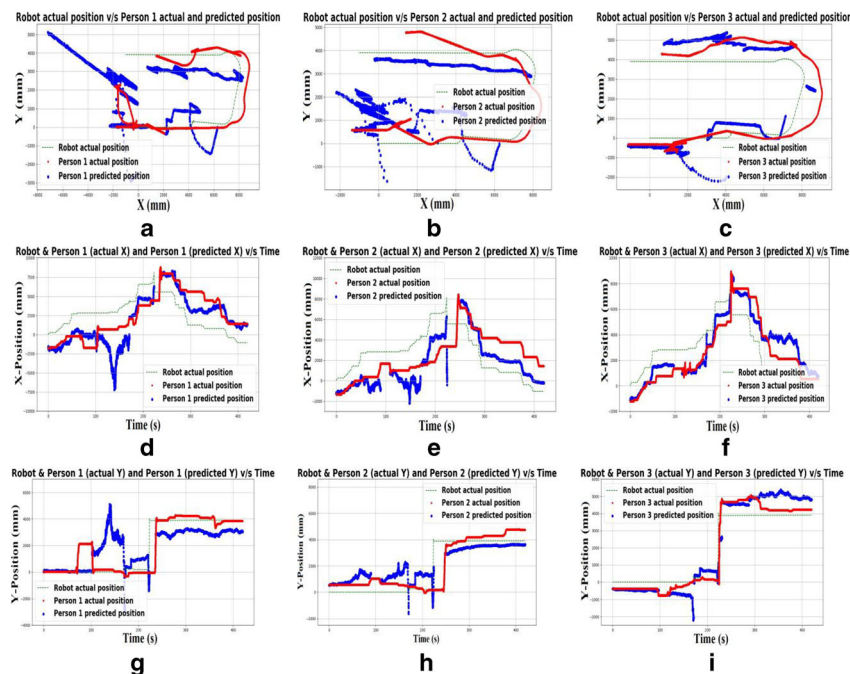 Robot actual position v/s Person 1 actual and predicted position
Robot actual position v/s Person 2 actual and predicted position
Robot actual position v/s Person 3 actual and predicted position
Y (mm)
Robot actual position
Person 1 actual position
Person 1 predicted position
X (mm)
a
Y (mm)
Robot actual position
Person 2 actual position
Person 2 predicted position
X (mm)
b
Y (mm)
Robot actual position
Person 3 actual position
Person 3 predicted position
X (mm)
c
Robot & Person 1 (actual X) and Person 1 (predicted X) v/s Time
Robot & Person 2 (actual X) and Person 2 (predicted X) v/s Time
Robot & Person 3 (actual X) and Person 3 (predicted X) v/s Time
X-Position (mm)
Robot actual position
Person 1 actual position
Person 1 predicted position
Time (s)
d
X-Position (mm)
Robot actual position
Person 2 actual position
Person 2 predicted position
Time (s)
e
X-Position (mm)
Robot actual position
Person 3 actual position
Person 3 predicted position
Time (s)
f
Robot & Person 1 (actual Y) and Person 1 (predicted Y) v/s Time
Robot & Person 2 (actual Y) and Person 2 (predicted Y) v/s Time
Robot & Person 3 (actual Y) and Person 3 (predicted Y) v/s Time
Y-Position (mm)
Robot actual position
Person 1 actual position
Person 1 predicted position
Time (s)
g
Y-Position (mm)
Robot actual position
Person 2 actual position
Person 2 predicted position
Time (s)
h
Y-Position (mm)
Robot actual position
Person 3 actual position
Person 3 predicted position
Time (s)
i